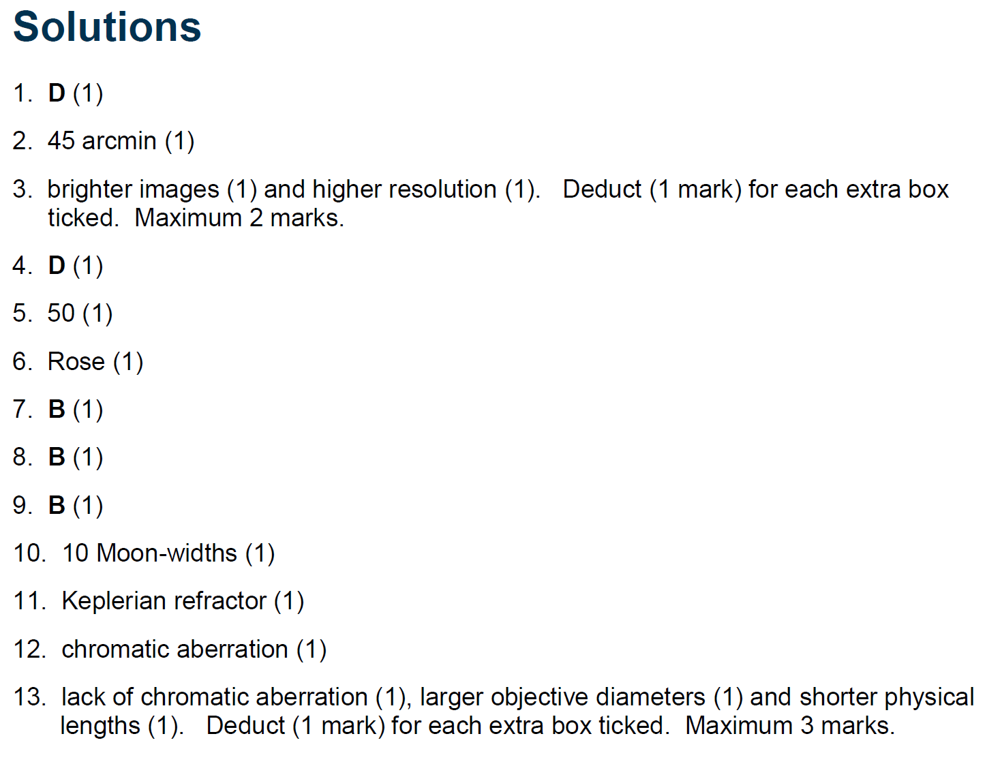 Solutions
1. D (1)
2. 45 arcmin (1)
3. brighter images (1) and higher resolution (1). Deduct (1 mark) for each extra box
ticked. Maximum 2 marks.
4. D (1)
5. 50 (1)
6. Rose (1)
7. B (1)
8. B (1)
9. B (1)
10. 10 Moon-widths (1)
11. Keplerian refractor (1)
12. chromatic aberration (1)
13. lack of chromatic aberration (1), larger objective diameters (1) and shorter physical
lengths (1). Deduct (1 mark) for each extra box ticked. Maximum 3 marks.